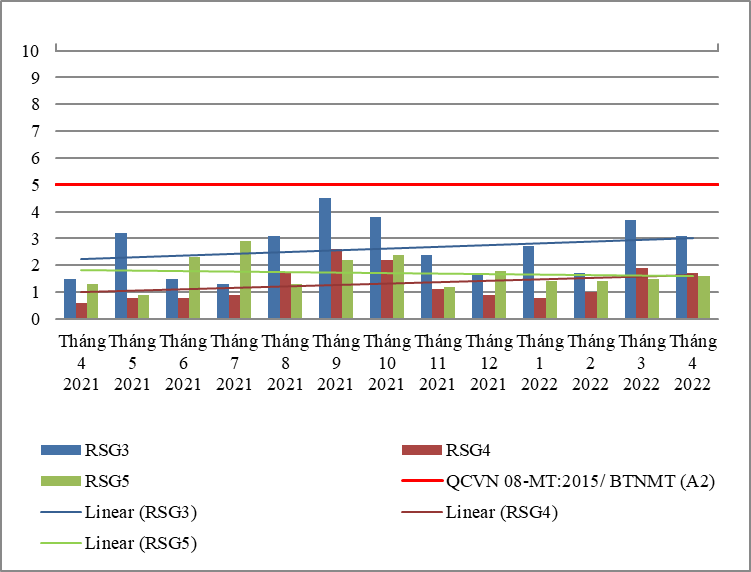 10
9
8
7
6
5
4
3
2
1
0
Tháng Tháng Tháng Tháng Tháng Tháng Tháng Tháng Tháng Tháng Tháng Tháng Tháng
4 5 6 7 8 9 10 11 12 1 2 3 4
2021 2021 2021 2021 2021 2021 2021 2021 2021 2022 2022 2022 2022
RSG3 RSG4
RSG5 QCVN 08-MT:2015/ BTNMT (A2)
Linear (RSG3) Linear (RSG4)
Linear (RSG5)